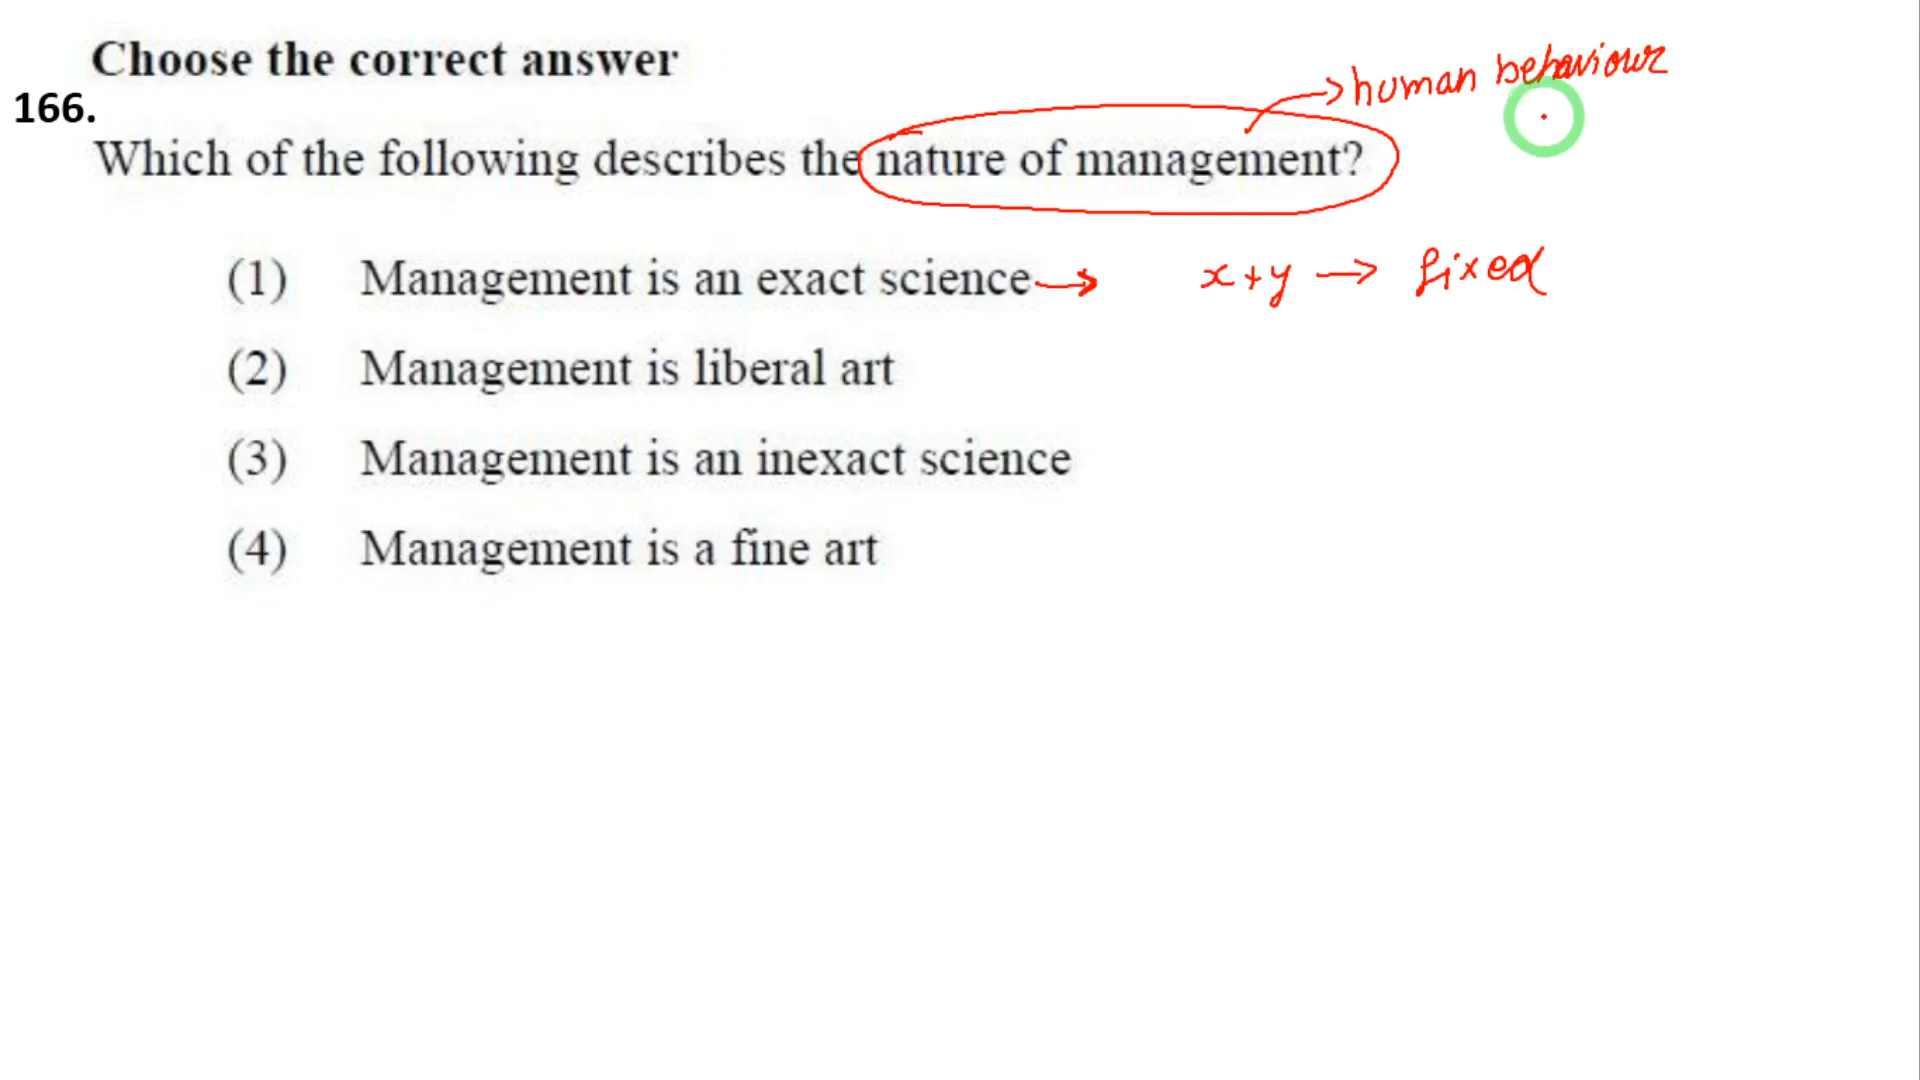 Choose the correct answer
→ human behaviour
166.
Which of the following describes the nature of management?
(1) Management is an exact science → x+y → fixed
(2) Management is liberal art
(3) Management is an inexact science
(4) Management is a fine art